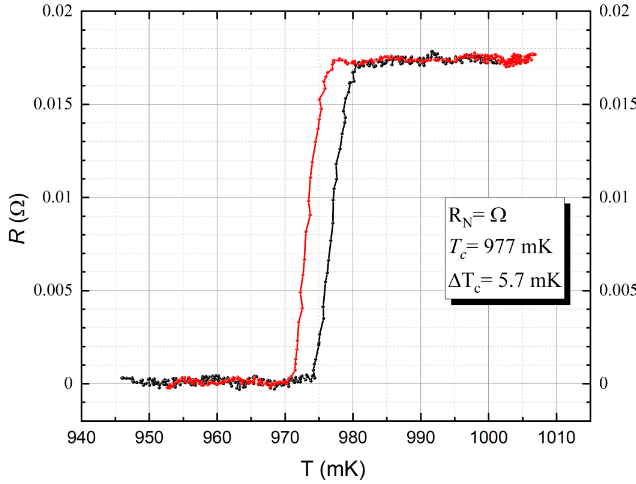 0.02 0.02
0.015 0.015
0.01 0.01
0.005 0.005
0 0
R (Ω)
R_N= Ω
T_c= 977 mK
ΔT_c= 5.7 mK
940 950 960 970 980 990 1000 1010
T (mK)